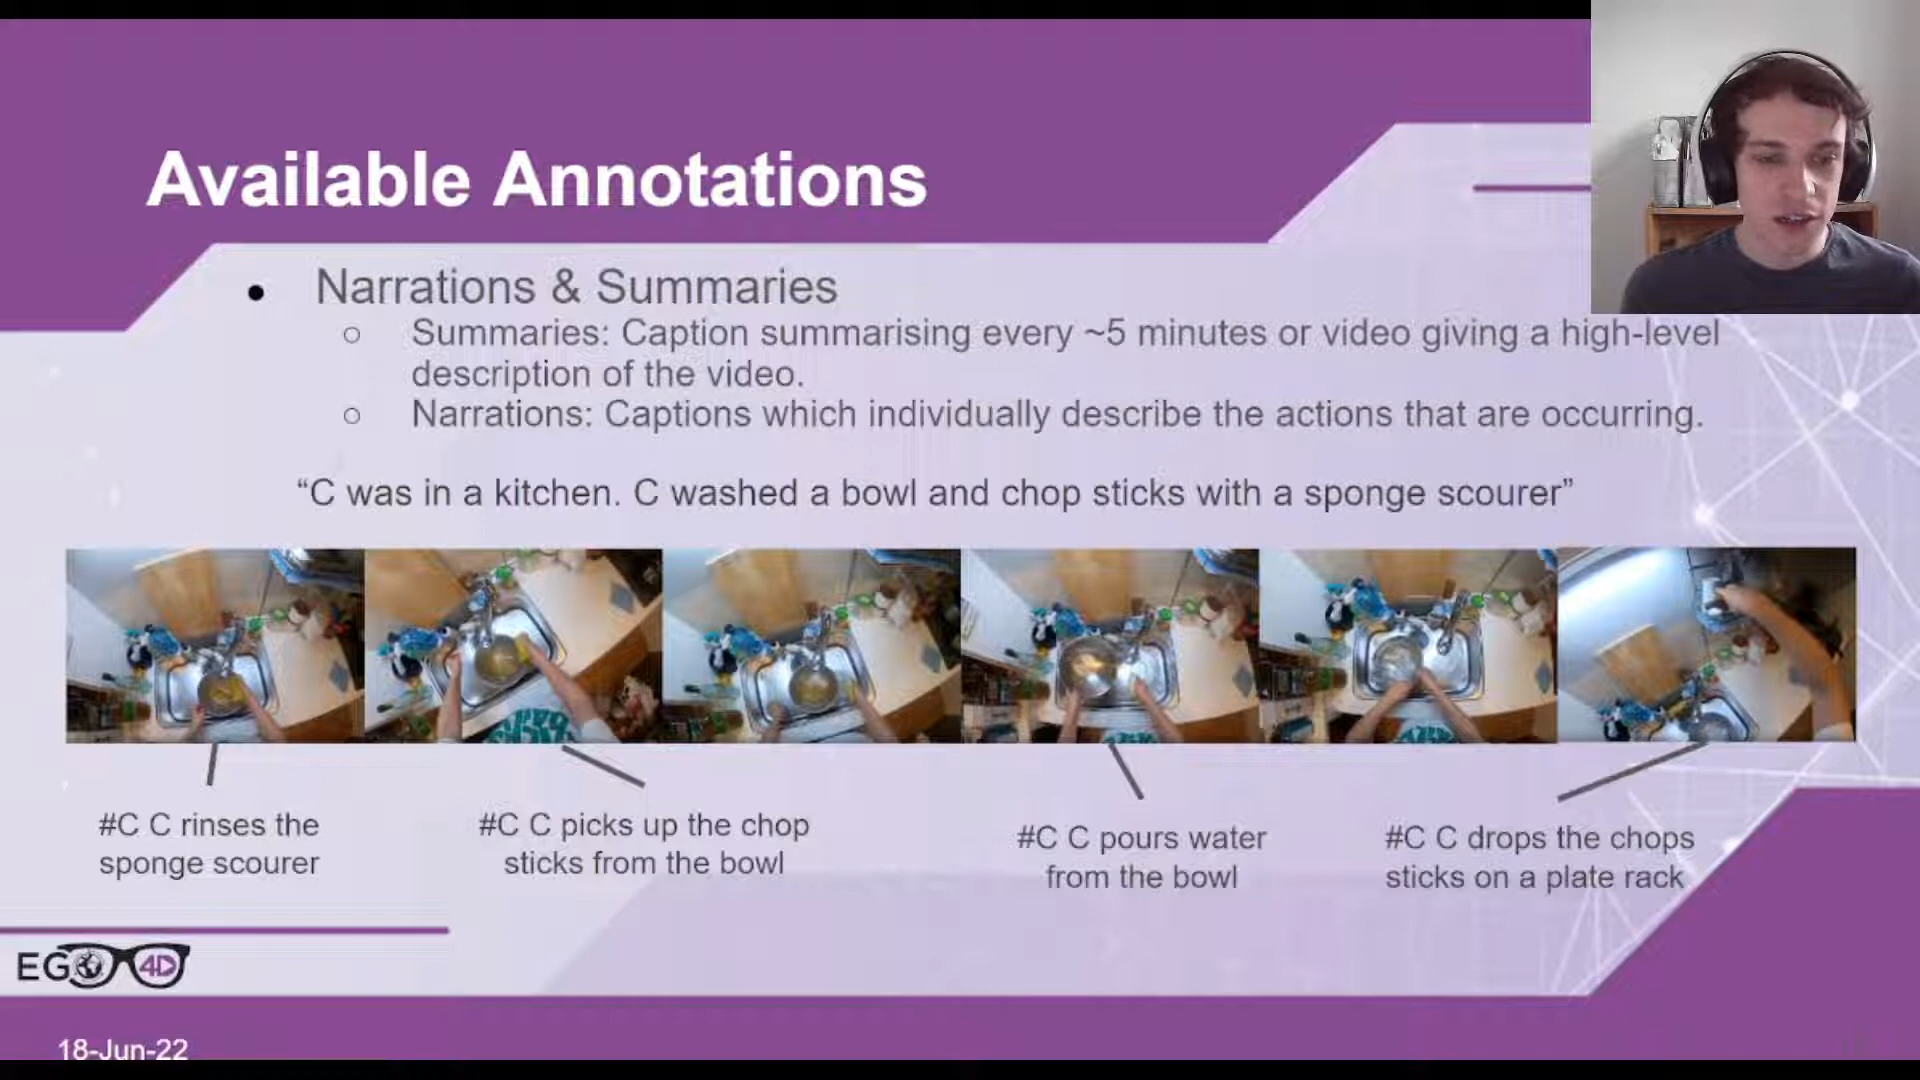 Available Annotations
• Narrations & Summaries
○ Summaries: Caption summarising every ~5 minutes or video giving a high-level
description of the video.
○ Narrations: Captions which individually describe the actions that are occurring.
“C was in a kitchen. C washed a bowl and chop sticks with a sponge scourer”
#C C rinses the
sponge scourer
#C C picks up the chop
sticks from the bowl
#C C pours water
from the bowl
#C C drops the chops
sticks on a plate rack
EGO4D
18-Jun-22